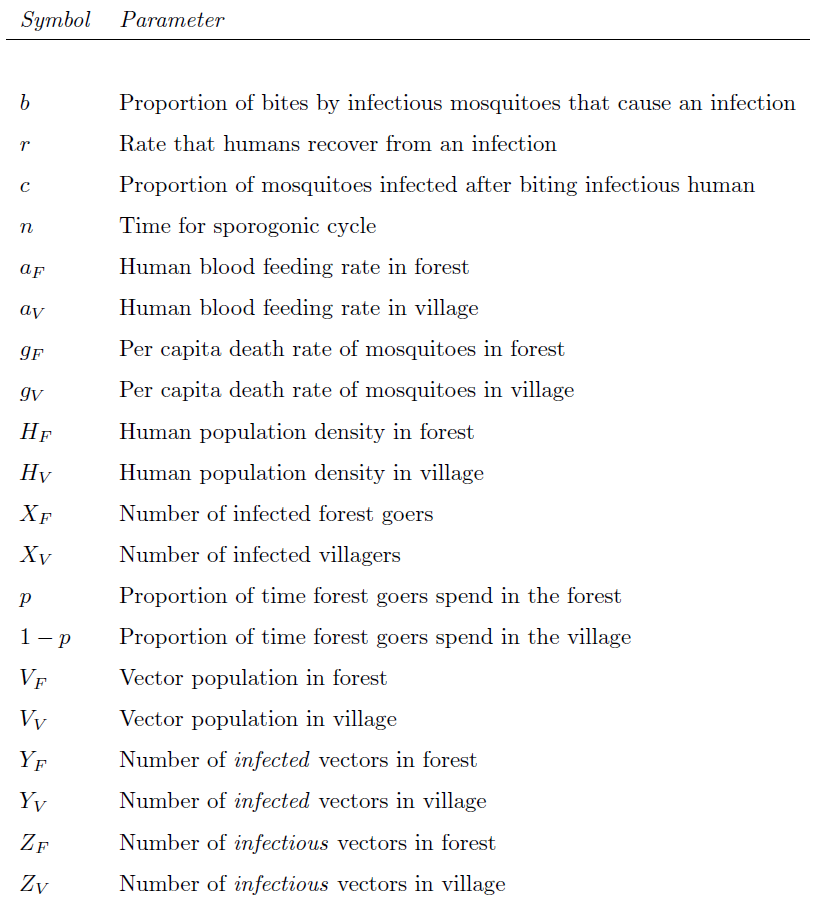 Symbol Parameter
b Proportion of bites by infectious mosquitoes that cause an infection
r Rate that humans recover from an infection
c Proportion of mosquitoes infected after biting infectious human
n Time for sporogonic cycle
a_F Human blood feeding rate in forest
a_V Human blood feeding rate in village
g_F Per capita death rate of mosquitoes in forest
g_V Per capita death rate of mosquitoes in village
H_F Human population density in forest
H_V Human population density in village
X_F Number of infected forest goers
X_V Number of infected villagers
p Proportion of time forest goers spend in the forest
1 − p Proportion of time forest goers spend in the village
V_F Vector population in forest
V_V Vector population in village
Y_F Number of infected vectors in forest
Y_V Number of infected vectors in village
Z_F Number of infectious vectors in forest
Z_V Number of infectious vectors in village